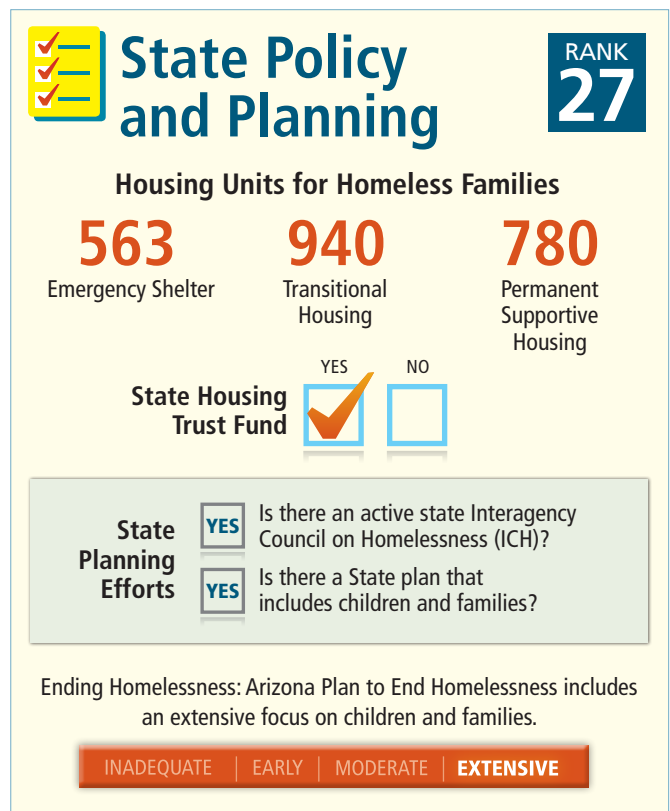 State Policy
and Planning
RANK
27
Housing Units for Homeless Families
563
Emergency Shelter
940
Transitional
Housing
780
Permanent
Supportive
Housing
State Housing
Trust Fund
YES
NO
State
Planning
Efforts
YES
Is there an active state Interagency
Council on Homelessness (ICH)?
YES
Is there a State plan that
includes children and families?
Ending Homelessness: Arizona Plan to End Homelessness includes
an extensive focus on children and families.
INADEQUATE | EARLY | MODERATE | EXTENSIVE